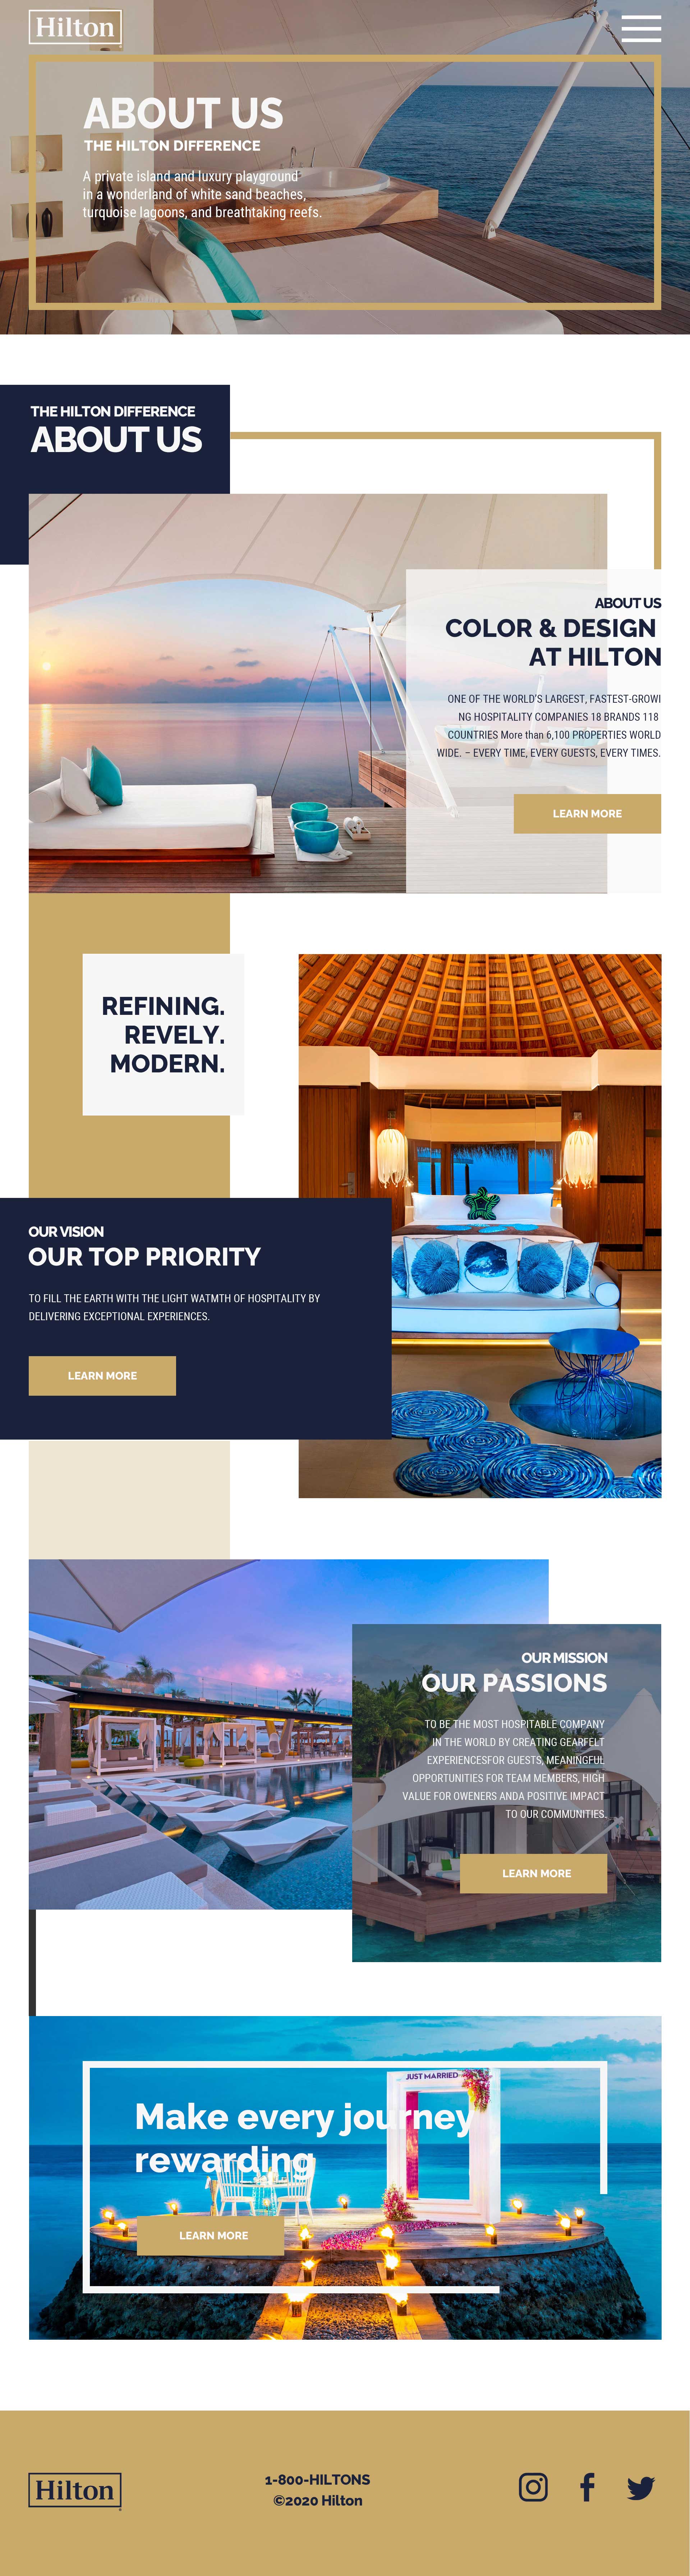 Hilton
ABOUT US
THE HILTON DIFFERENCE
A private island and luxury playground
in a wonderland of white sand beaches,
turquoise lagoons, and breathtaking reefs.
THE HILTON DIFFERENCE
ABOUT US
ABOUT US
COLOR & DESIGN
AT HILTON
ONE OF THE WORLD'S LARGEST, FASTEST-GROWI
NG HOSPITALITY COMPANIES 18 BRANDS 118
COUNTRIES More than 6,100 PROPERTIES WORLD
WIDE. – EVERY TIME, EVERY GUESTS, EVERY TIMES.
LEARN MORE
REFINING.
REVELY.
MODERN.
OUR VISION
OUR TOP PRIORITY
TO FILL THE EARTH WITH THE LIGHT WATMTH OF HOSPITALITY BY
DELIVERING EXCEPTIONAL EXPERIENCES.
LEARN MORE
OUR MISSION
OUR PASSIONS
TO BE THE MOST HOSPITABLE COMPANY
IN THE WORLD BY CREATING GEARFELT
EXPERIENCESFOR GUESTS, MEANINGFUL
OPPORTUNITIES FOR TEAM MEMBERS, HIGH
VALUE FOR OWENERS ANDA POSITIVE IMPACT
TO OUR COMMUNITIES.
LEARN MORE
JUST MARRIED
Make every journey
rewarding
LEARN MORE
Hilton
1-800-HILTONS
©2020 Hilton